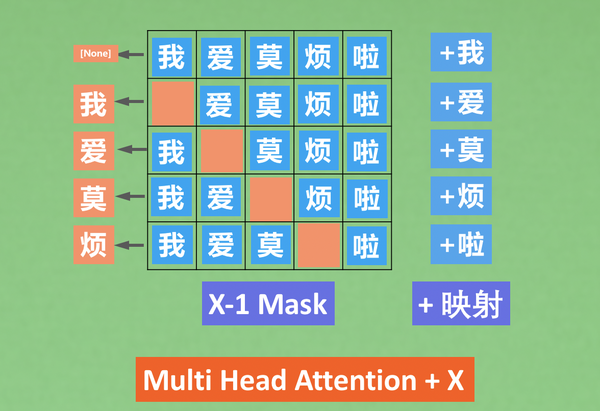 [None] 我 爱 莫 烦 啦 +我
我 爱 莫 烦 啦 +爱
爱 我 莫 烦 啦 +莫
莫 我 爱 烦 啦 +烦
烦 我 爱 莫 啦 +啦
X-1 Mask + 映射
Multi Head Attention + X